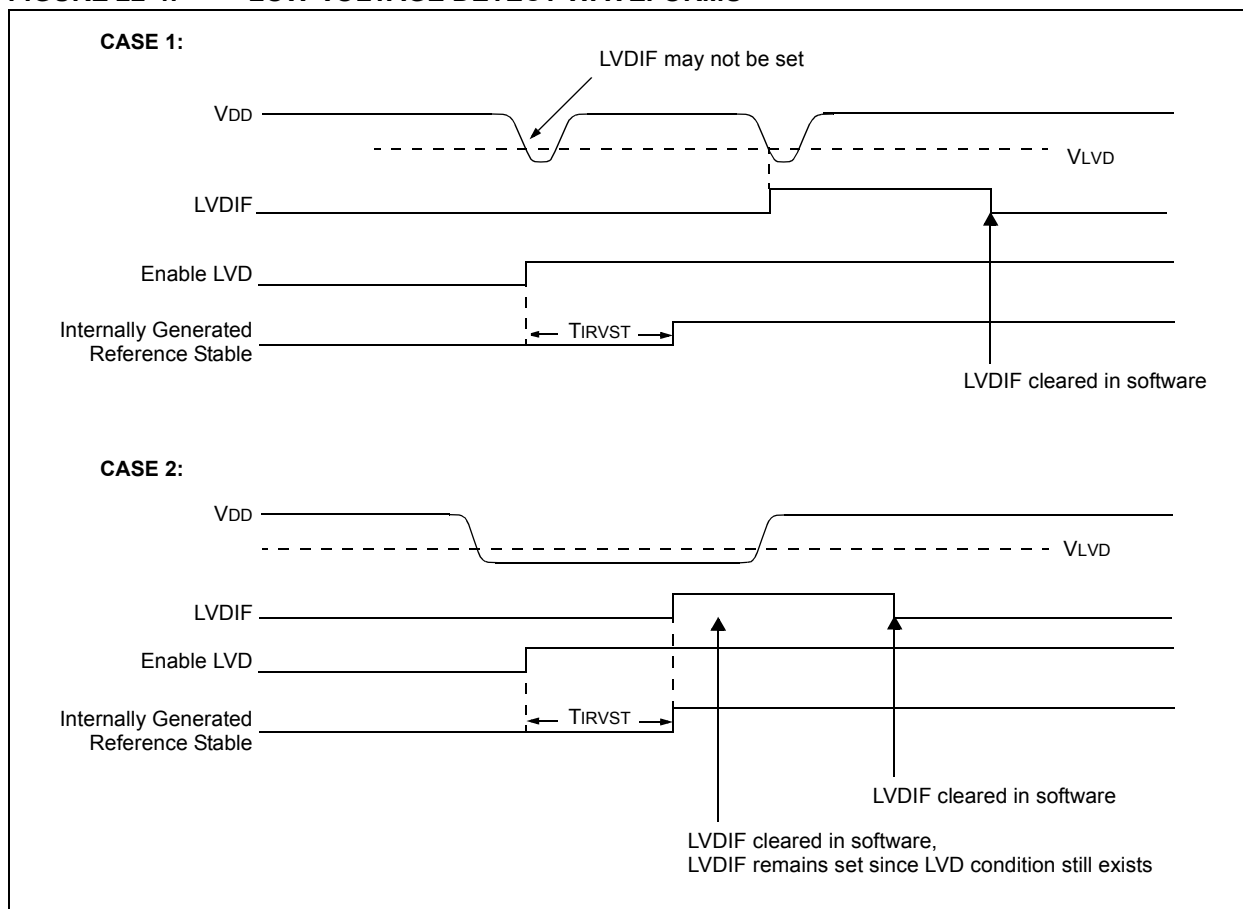 CASE 1:
LVDIF may not be set
VDD
VLVD
LVDIF
Enable LVD
Internally Generated
Reference Stable
TIRVST
LVDIF cleared in software
CASE 2:
VDD
VLVD
LVDIF
Enable LVD
Internally Generated
Reference Stable
TIRVST
LVDIF cleared in software
LVDIF cleared in software,
LVDIF remains set since LVD condition still exists